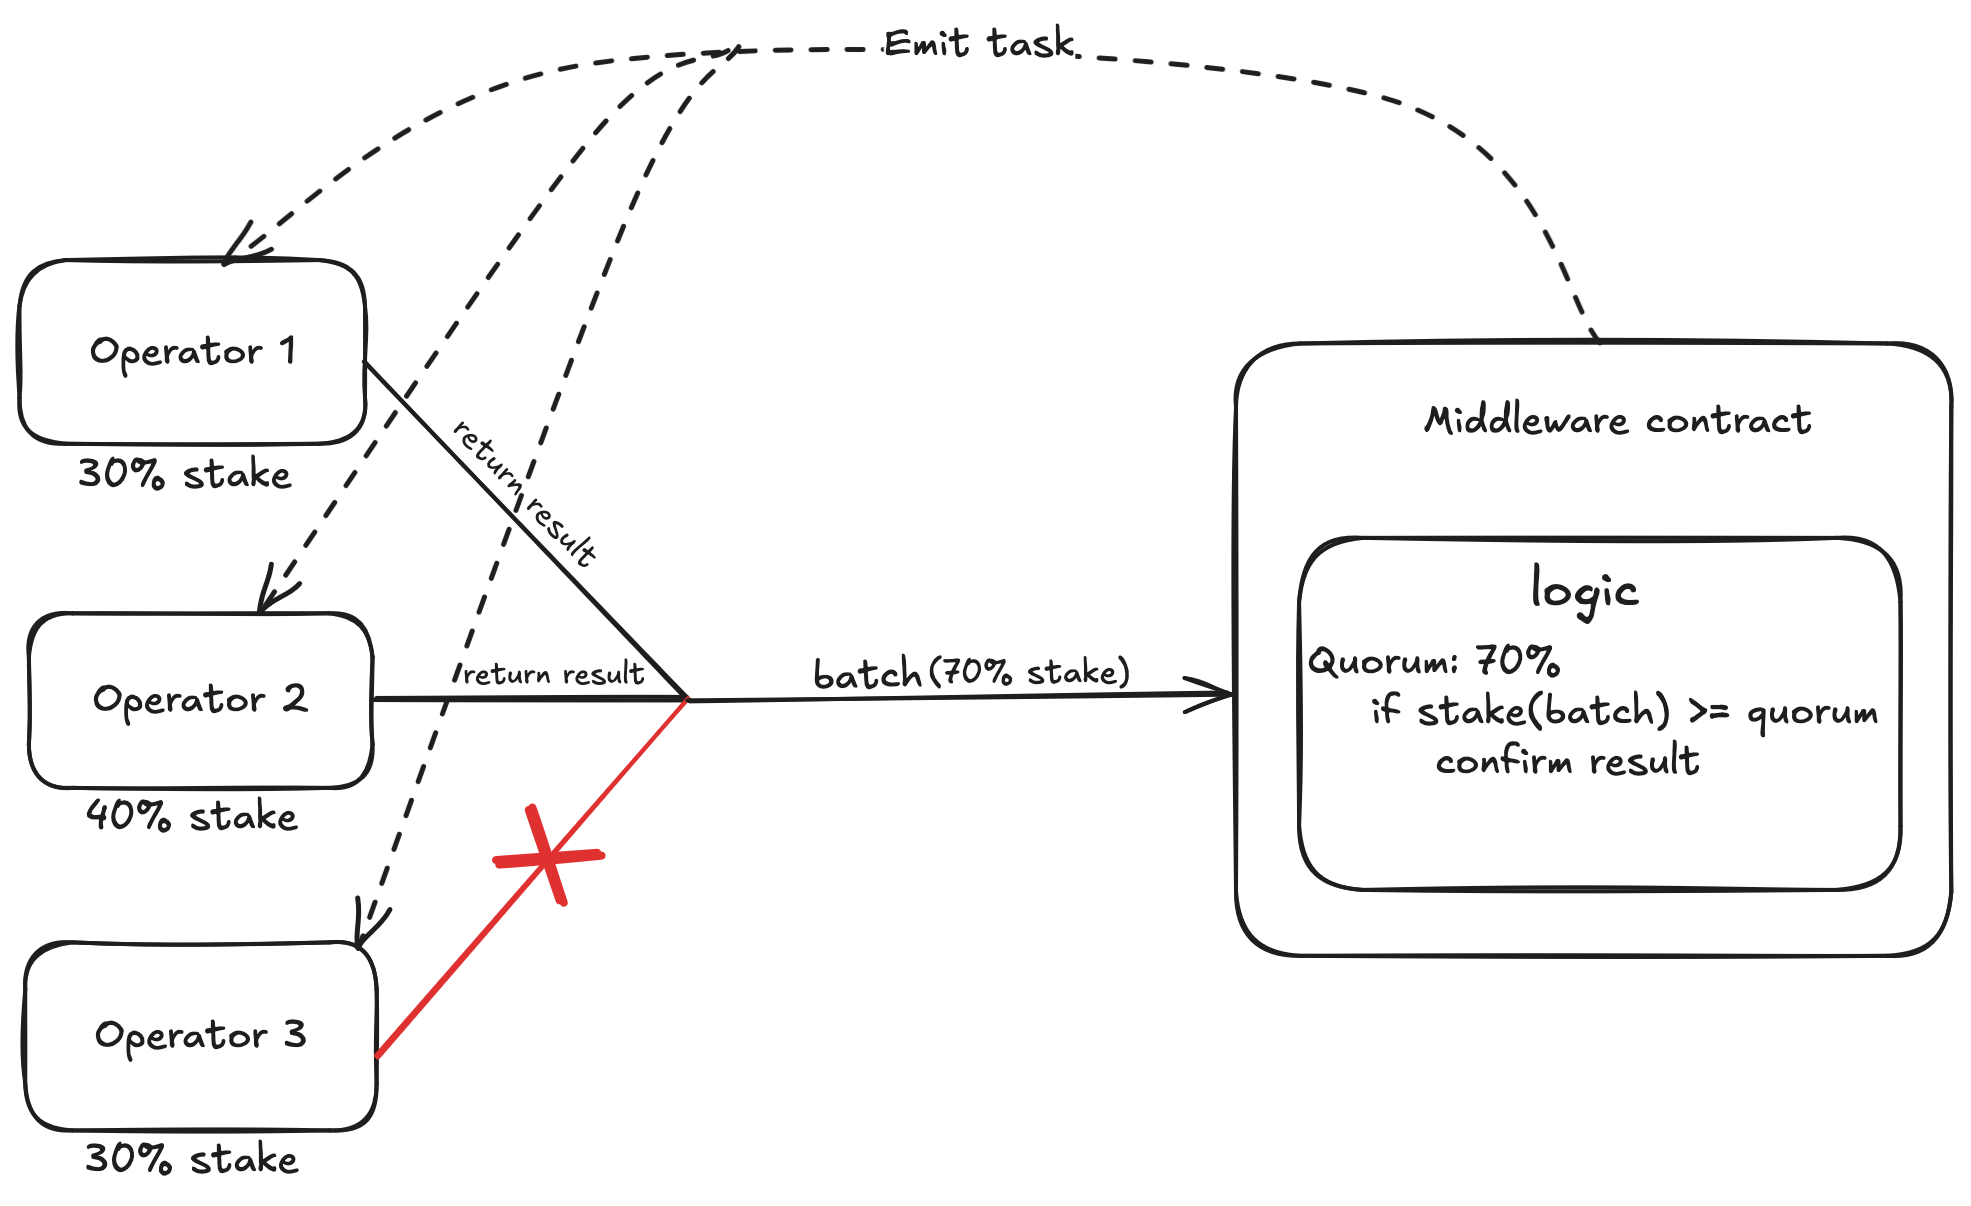 Emit task
Operator 1
30% stake
return result
Operator 2
40% stake
return result
batch (70% stake)
Operator 3
30% stake
Middleware contract
logic
Quorum: 70%
if stake(batch) >= quorum
confirm result